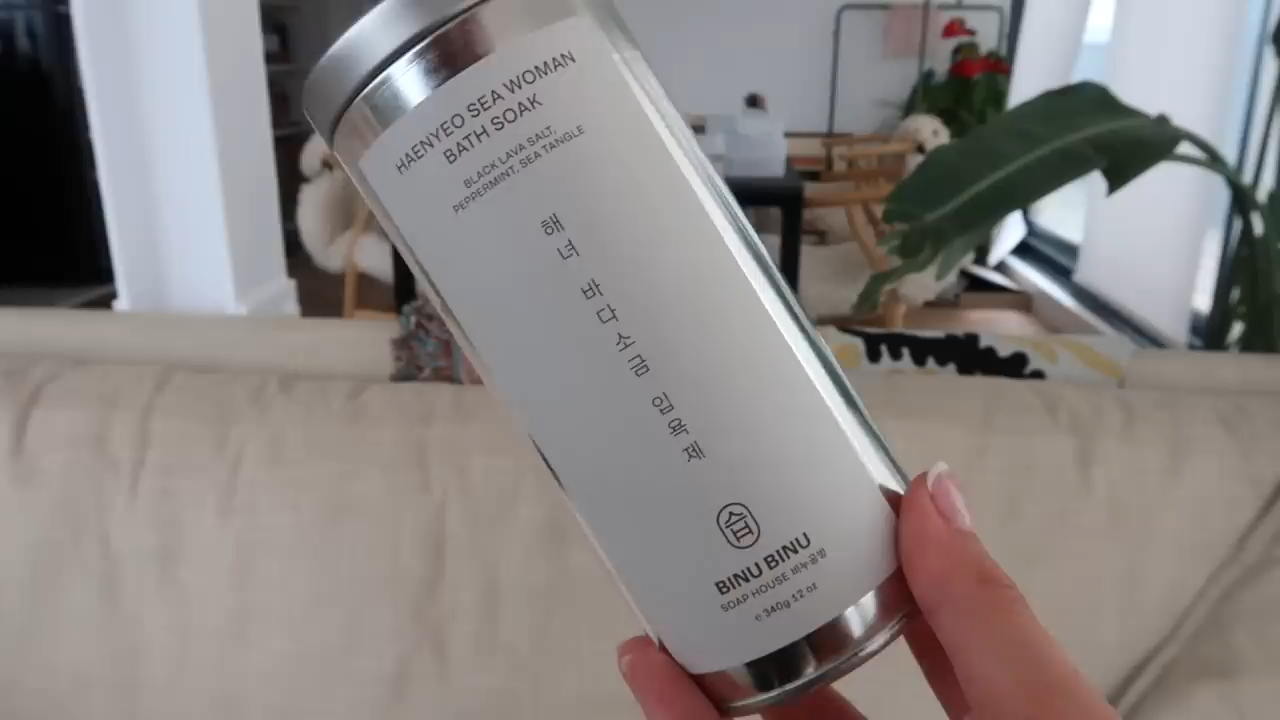 HAENYEO SEA WOMAN
BATH SOAK
BLACK LAVA SALT,
PEPPERMINT, SEA TANGLE
해녀 바다소금 입욕제
BINU BINU
SOAP HOUSE 비누공방
℮ 340g 12 oz